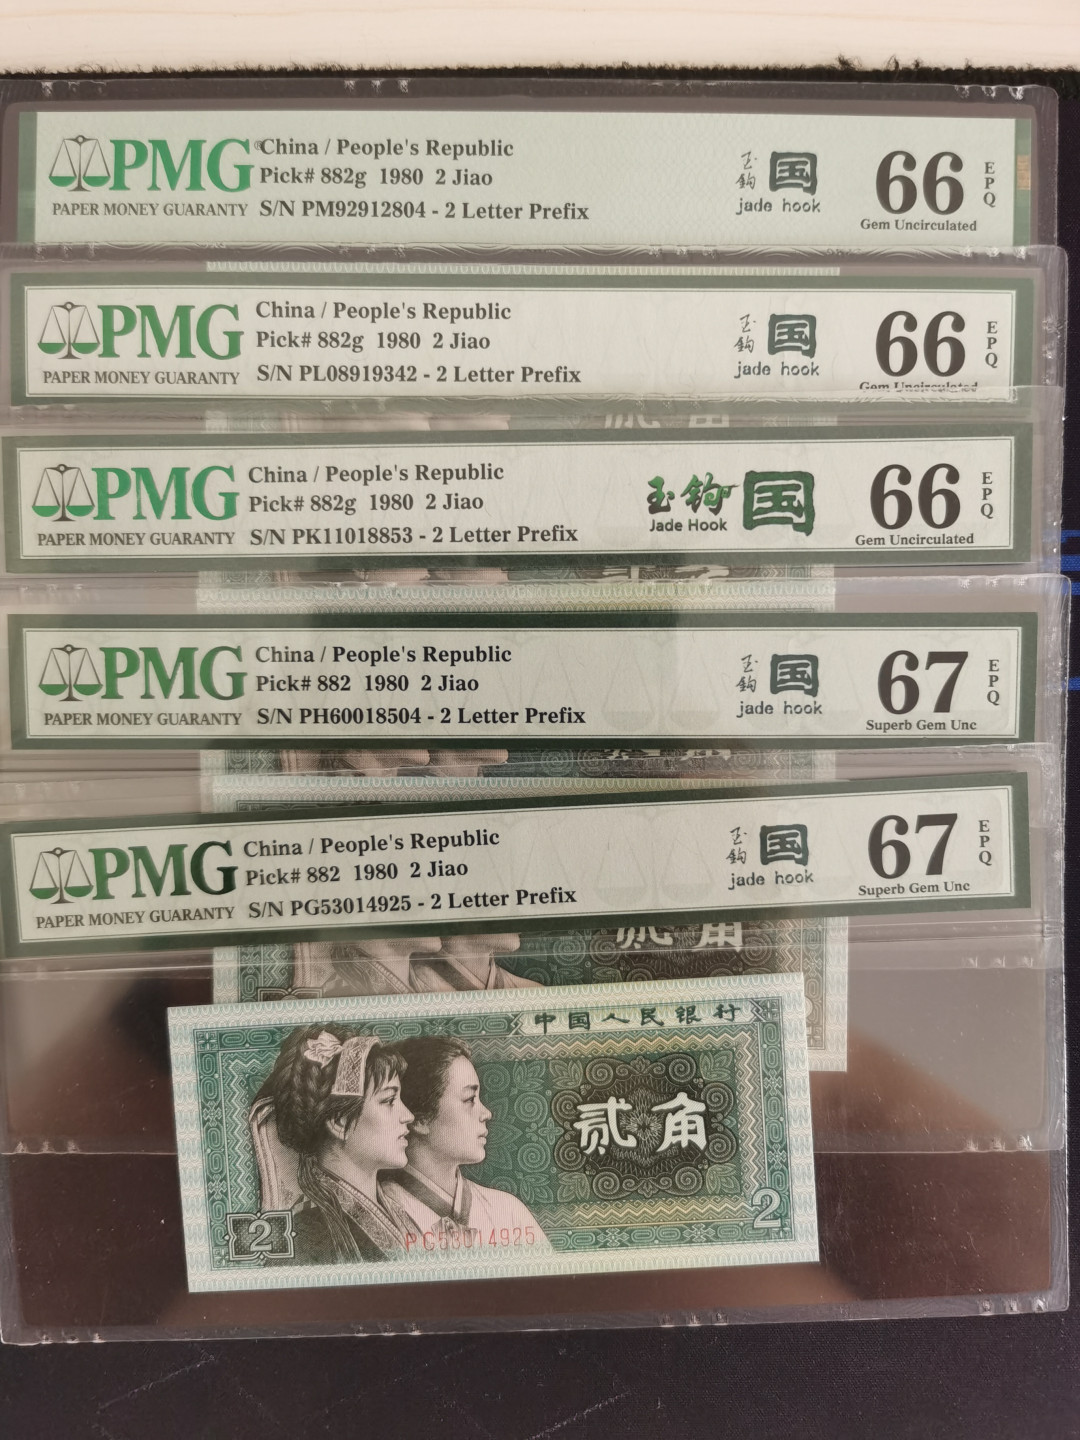 PMG
PAPER MONEY GUARANTY
China / People's Republic
Pick# 882g 1980 2 Jiao
S/N PM92912804 - 2 Letter Prefix
玉钩
国
jade hook
66
EPQ
Gem Uncirculated
PMG
PAPER MONEY GUARANTY
China / People's Republic
Pick# 882g 1980 2 Jiao
S/N PL08919342 - 2 Letter Prefix
玉钩
国
jade hook
66
EPQ
Gem Uncirculated
贰角
PMG
PAPER MONEY GUARANTY
China / People's Republic
Pick# 882g 1980 2 Jiao
S/N PK11018853 - 2 Letter Prefix
玉钩
国
Jade Hook
66
EPQ
Gem Uncirculated
PMG
PAPER MONEY GUARANTY
China / People's Republic
Pick# 882 1980 2 Jiao
S/N PH60018504 - 2 Letter Prefix
玉钩
国
jade hook
67
EPQ
Superb Gem Unc
PMG
PAPER MONEY GUARANTY
China / People's Republic
Pick# 882 1980 2 Jiao
S/N PG53014925 - 2 Letter Prefix
玉钩
国
jade hook
67
EPQ
Superb Gem Unc
贰角
中国人民银行
贰角
2
2
PG53014925